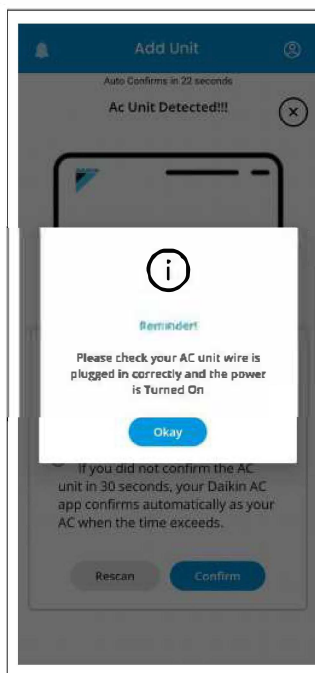 Add Unit
Auto Confirms in 22 seconds
Ac Unit Detected!!!
Reminder!
Please check your AC unit wire is
plugged in correctly and the power
is Turned On
Okay
If you did not confirm the AC
unit in 30 seconds, your Daikin AC
app confirms automatically as your
AC when the time exceeds.
Rescan
Confirm